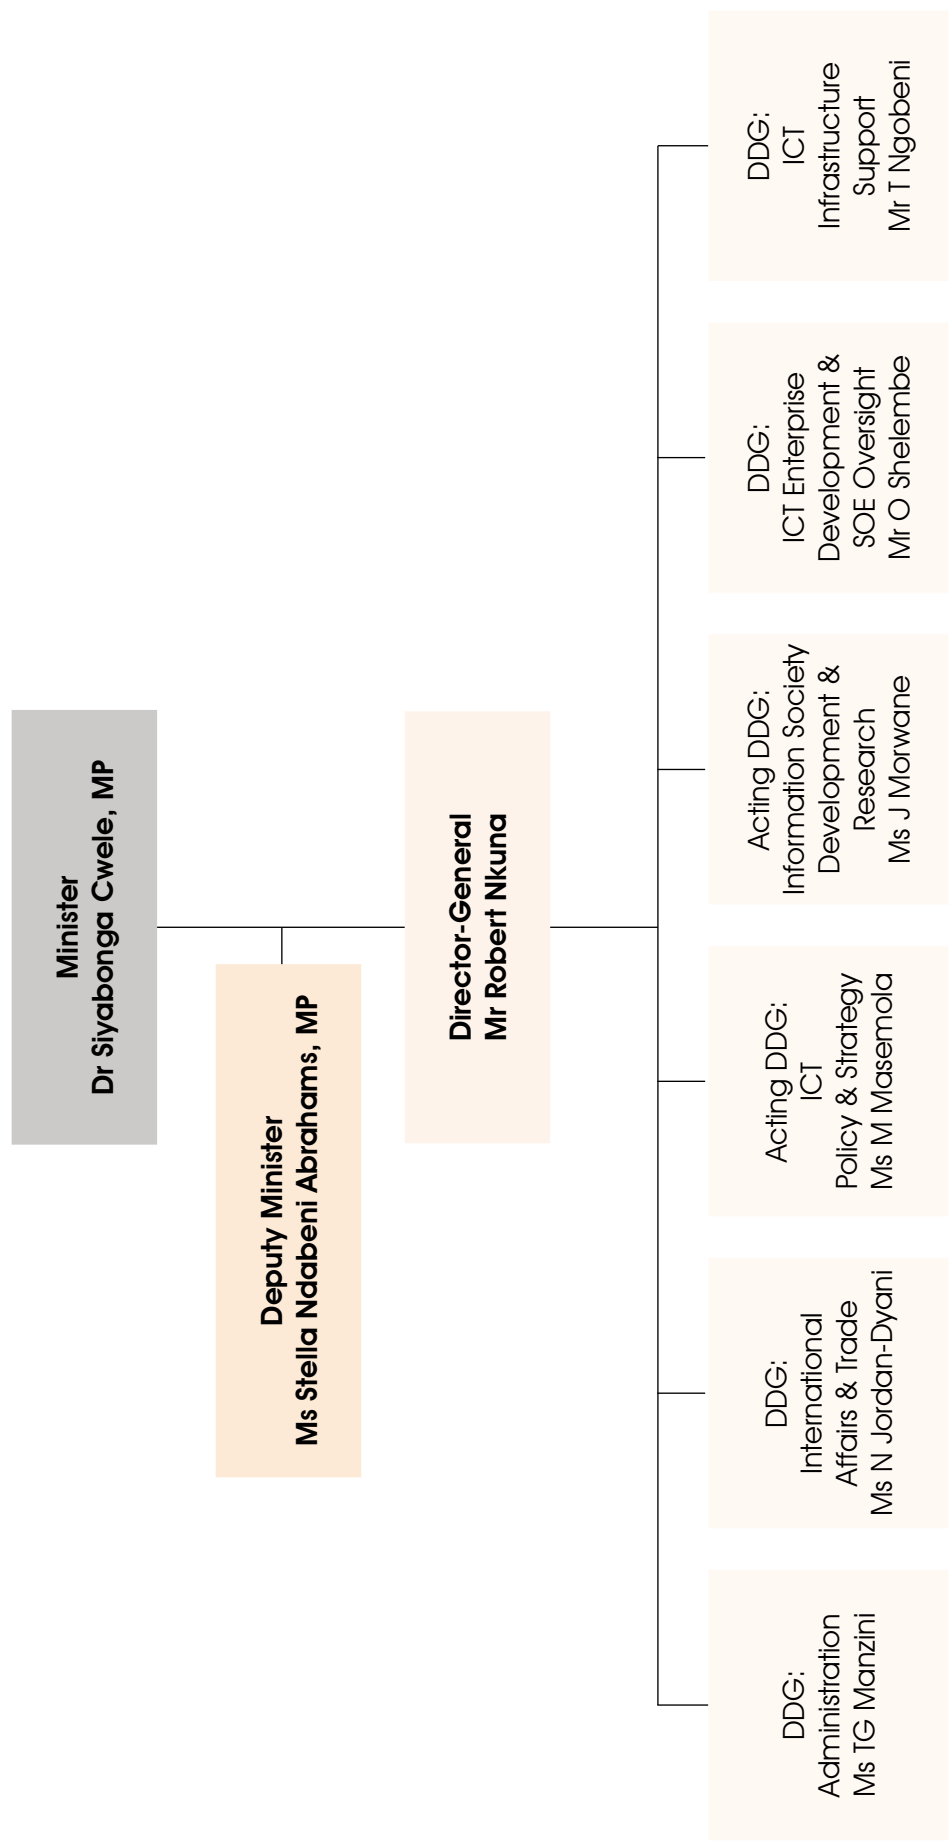 Minister
Dr Siyabonga Cwele, MP
Deputy Minister
Ms Stella Ndabeni Abrahams, MP
Director-General
Mr Robert Nkuna
DDG:
Administration
Ms TG Manzini
DDG:
International
Affairs & Trade
Ms N Jordan-Dyani
Acting DDG:
ICT
Policy & Strategy
Ms M Masemola
Acting DDG:
Information Society
Development &
Research
Ms J Morwane
DDG:
ICT Enterprise
Development &
SOE Oversight
Mr O Shelembe
DDG:
ICT
Infrastructure
Support
Mr T Ngobeni